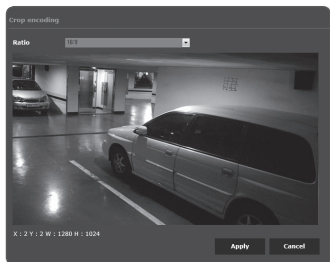 Crop encoding
Ratio
16:9
X : 2 Y : 2 W : 1280 H : 1024
Apply
Cancel